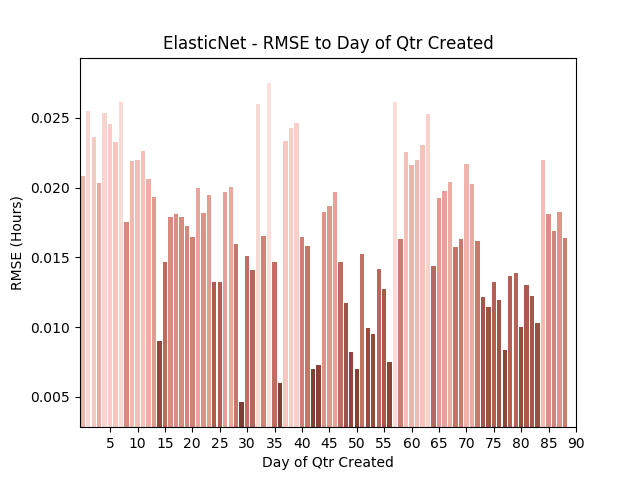 ElasticNet - RMSE to Day of Qtr Created
RMSE (Hours)
0.025
0.020
0.015
0.010
0.005
5 10 15 20 25 30 35 40 45 50 55 60 65 70 75 80 85 90
Day of Qtr Created